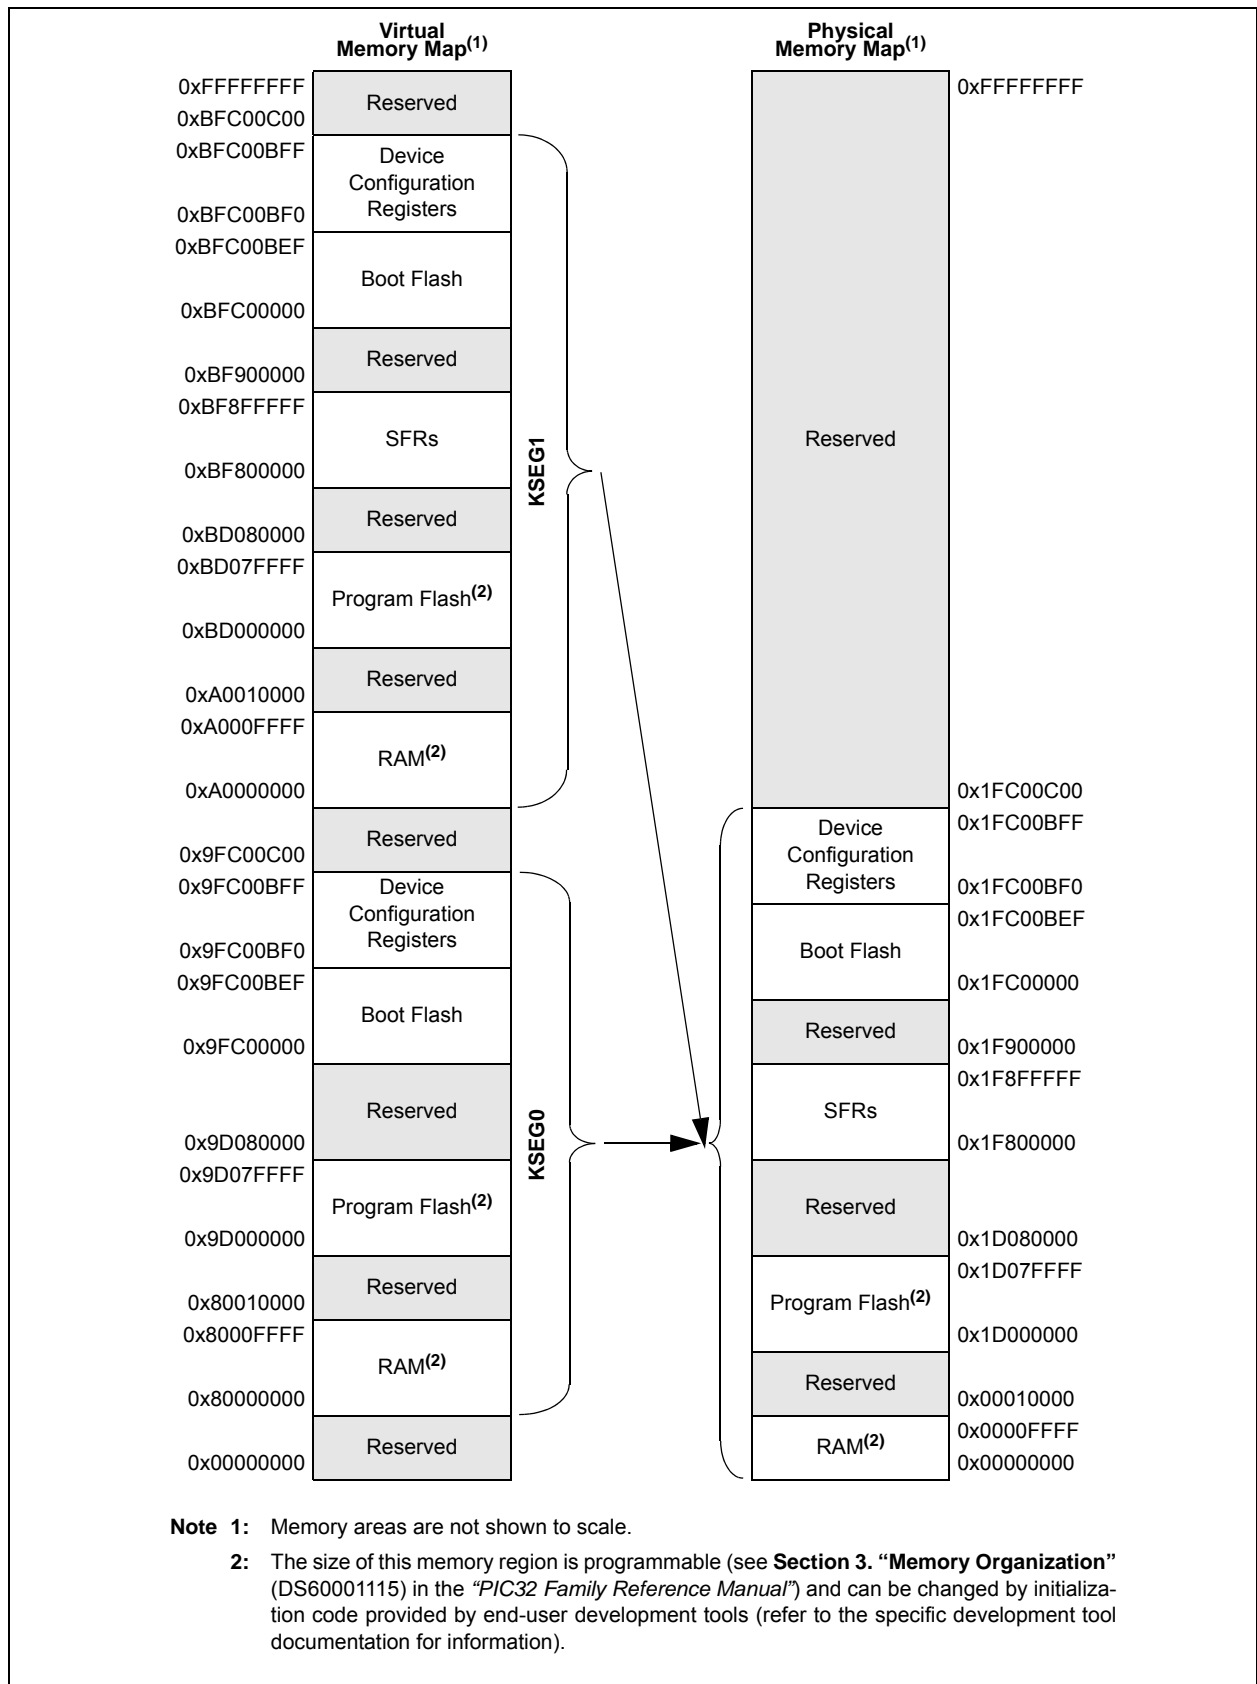 Virtual
Memory Map(1)
Physical
Memory Map(1)
0xFFFFFFFF
Reserved
0xBFC00C00
0xBFC00BFF
Device
Configuration
Registers
0xBFC00BF0
0xBFC00BEF
Boot Flash
0xBFC00000
Reserved
0xBF900000
0xBF8FFFFF
SFRs
0xBF800000
Reserved
0xBD080000
0xBD07FFFF
Program Flash(2)
0xBD000000
Reserved
0xA0010000
0xA000FFFF
RAM(2)
0xA0000000
KSEG1
Reserved
0x9FC00C00
0x9FC00BFF
Device
Configuration
Registers
0x9FC00BF0
0x9FC00BEF
Boot Flash
0x9FC00000
Reserved
0x9D080000
0x9D07FFFF
Program Flash(2)
0x9D000000
Reserved
0x80010000
0x8000FFFF
RAM(2)
0x80000000
KSEG0
Reserved
0x00000000
0xFFFFFFFF
Reserved
0x1FC00C00
0x1FC00BFF
Device
Configuration
Registers
0x1FC00BF0
0x1FC00BEF
Boot Flash
0x1FC00000
Reserved
0x1F900000
0x1F8FFFFF
SFRs
0x1F800000
Reserved
0x1D080000
0x1D07FFFF
Program Flash(2)
0x1D000000
Reserved
0x00010000
0x0000FFFF
RAM(2)
0x00000000
Note 1: Memory areas are not shown to scale.
2: The size of this memory region is programmable (see Section 3. “Memory Organization”
(DS60001115) in the “PIC32 Family Reference Manual”) and can be changed by initializa-
tion code provided by end-user development tools (refer to the specific development tool
documentation for information).